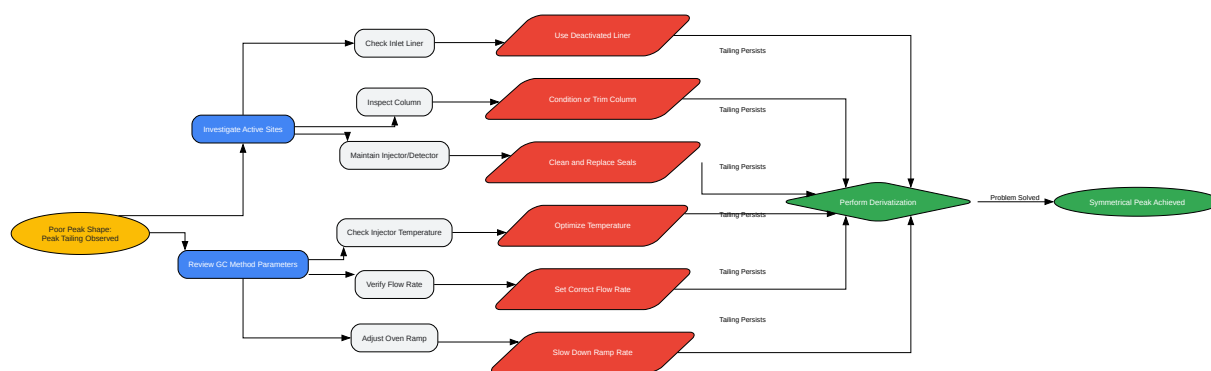 Use Deactivated Liner
Check Inlet Liner
Tailing Persists
Inspect Column
Condition or Trim Column
Tailing Persists
Investigate Active Sites
Maintain Injector/Detector
Clean and Replace Seals
Tailing Persists
Perform Derivatization
Problem Solved
Symmetrical Peak Achieved
Poor Peak Shape:
Peak Tailing Observed
Check Injector Temperature
Optimize Temperature
Tailing Persists
Review GC Method Parameters
Verify Flow Rate
Set Correct Flow Rate
Tailing Persists
Adjust Oven Ramp
Slow Down Ramp Rate
Tailing Persists